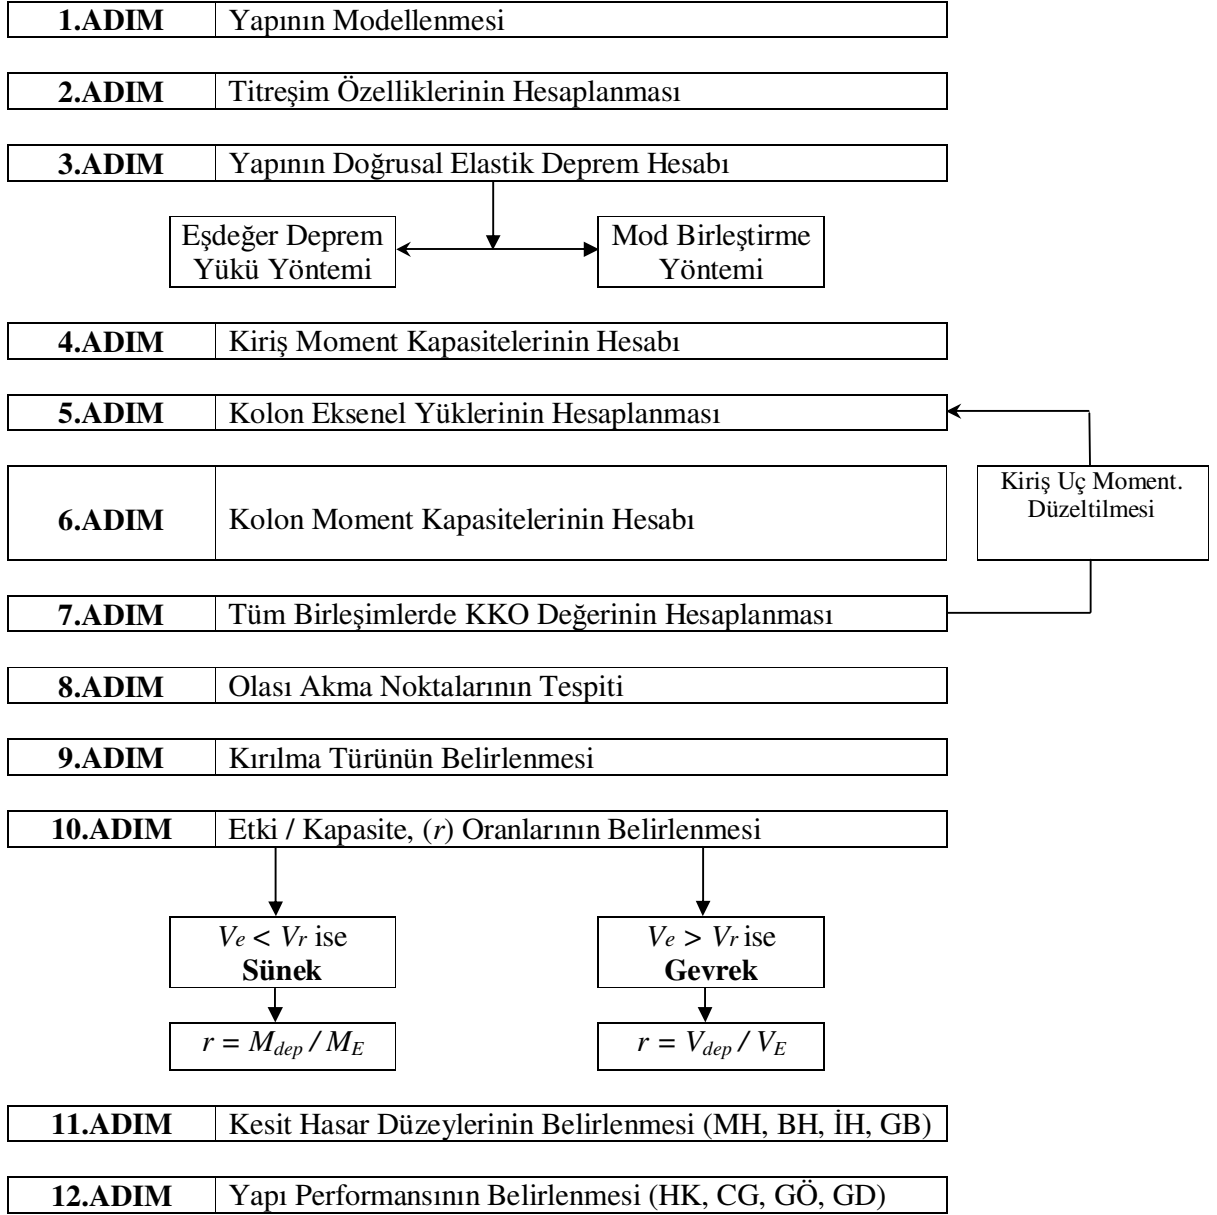 1.ADIM Yapının Modellenmesi
2.ADIM Titreşim Özelliklerinin Hesaplanması
3.ADIM Yapının Doğrusal Elastik Deprem Hesabı
Eşdeğer Deprem
Yükü Yöntemi
Mod Birleştirme
Yöntemi
4.ADIM Kiriş Moment Kapasitelerinin Hesabı
5.ADIM Kolon Eksenel Yüklerinin Hesaplanması
Kiriş Uç Moment.
Düzeltilmesi
6.ADIM Kolon Moment Kapasitelerinin Hesabı
7.ADIM Tüm Birleşimlerde KKO Değerinin Hesaplanması
8.ADIM Olası Akma Noktalarının Tespiti
9.ADIM Kırılma Türünün Belirlenmesi
10.ADIM Etki / Kapasite, (r) Oranlarının Belirlenmesi
Ve < Vr ise
Sünek
Ve > Vr ise
Gevrek
r = Mdep / ME
r = Vdep / VE
11.ADIM Kesit Hasar Düzeylerinin Belirlenmesi (MH, BH, İH, GB)
12.ADIM Yapı Performansının Belirlenmesi (HK, CG, GÖ, GD)